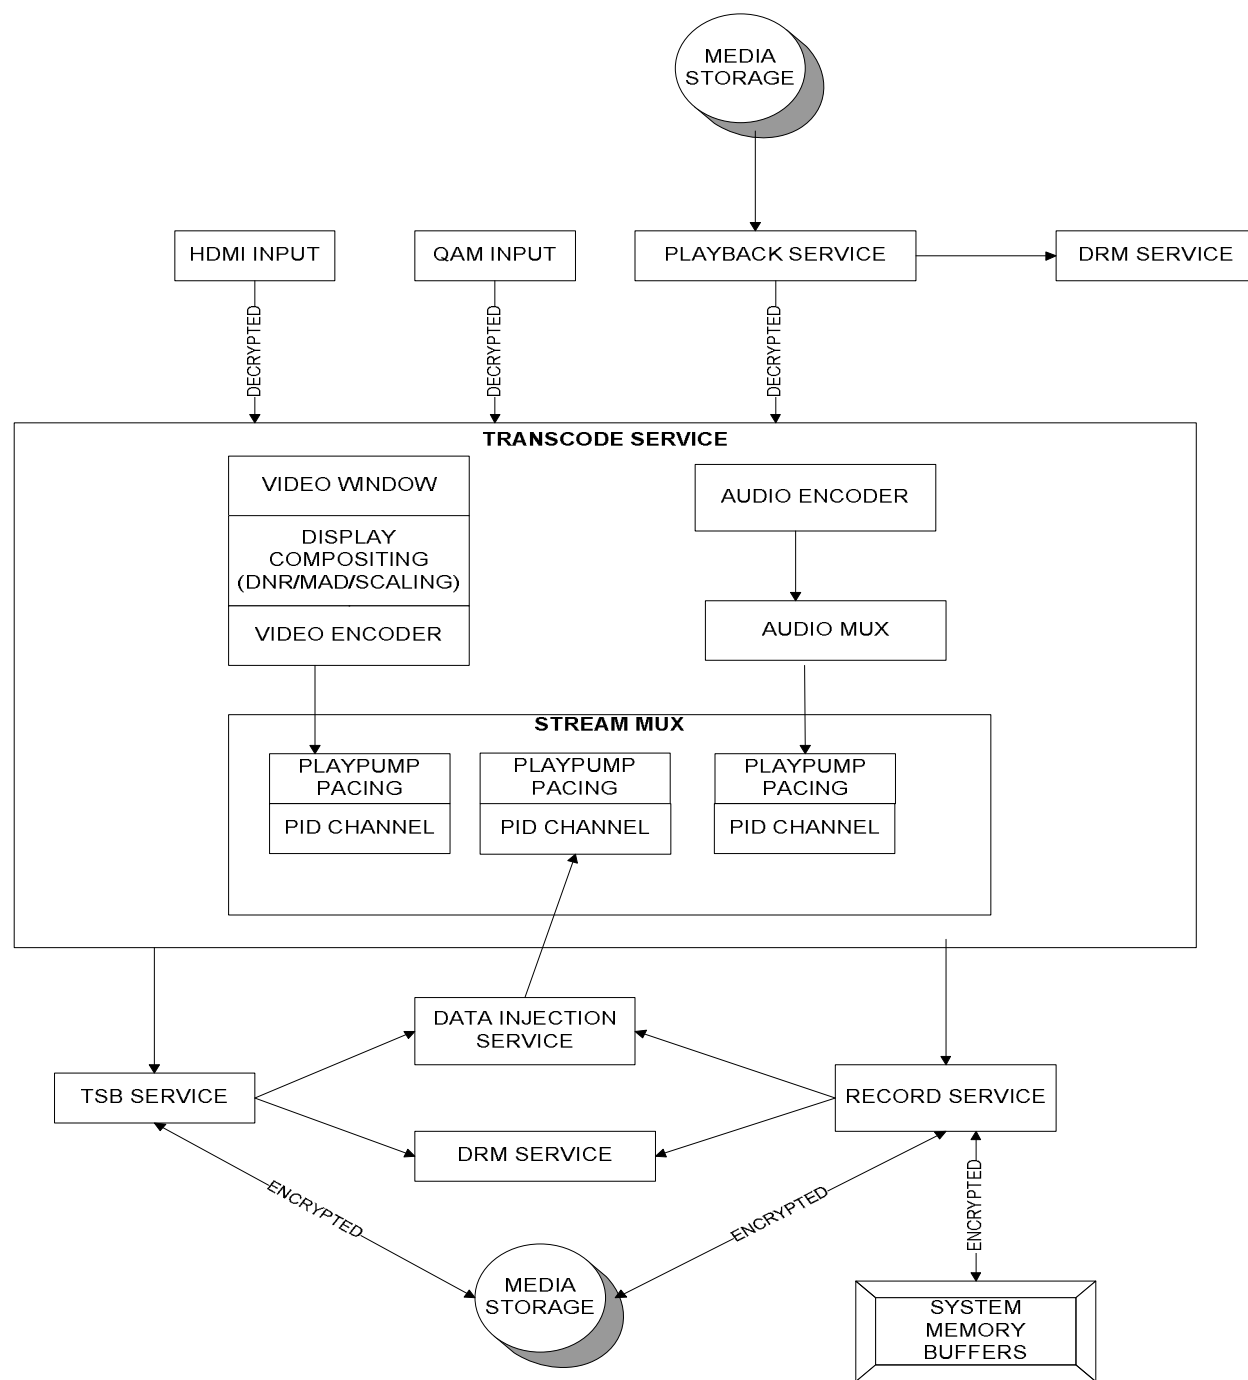 MEDIA
STORAGE
HDMI INPUT
QAM INPUT
PLAYBACK SERVICE
DRM SERVICE
DECRYPTED
DECRYPTED
DECRYPTED
TRANSCODE SERVICE
VIDEO WINDOW
DISPLAY
COMPOSITING
(DNR/MAD/SCALING)
VIDEO ENCODER
AUDIO ENCODER
AUDIO MUX
STREAM MUX
PLAYPUMP
PACING
PID CHANNEL
PLAYPUMP
PACING
PID CHANNEL
PLAYPUMP
PACING
PID CHANNEL
DATA INJECTION
SERVICE
TSB SERVICE
RECORD SERVICE
DRM SERVICE
ENCRYPTED
ENCRYPTED
ENCRYPTED
MEDIA
STORAGE
SYSTEM
MEMORY
BUFFERS